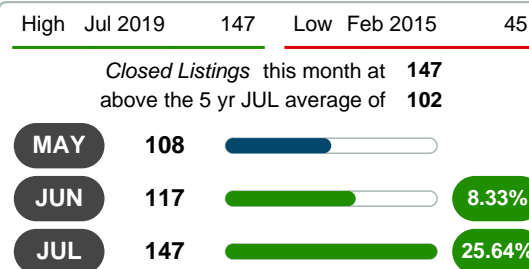 High Jul 2019 147 Low Feb 2015 45
Closed Listings this month at 147
above the 5 yr JUL average of 102
MAY 108
JUN 117 8.33%
JUL 147 25.64%